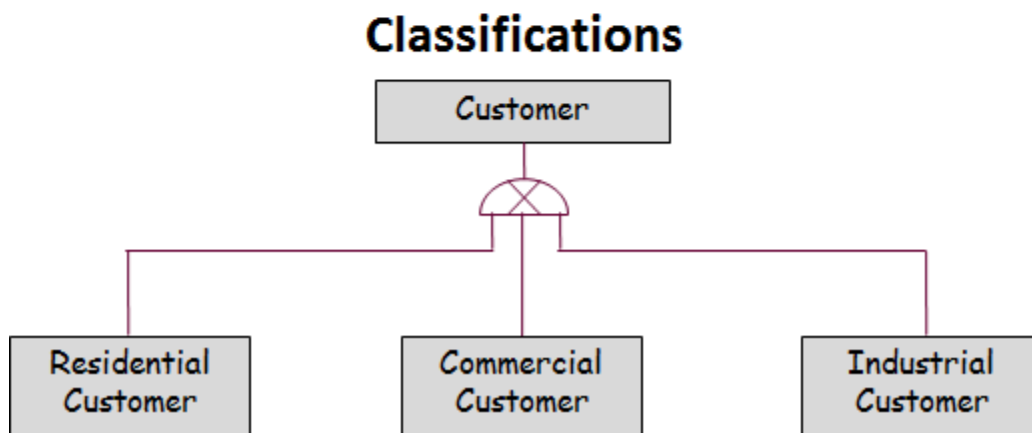 Classifications
Customer
Residential
Customer
Commercial
Customer
Industrial
Customer